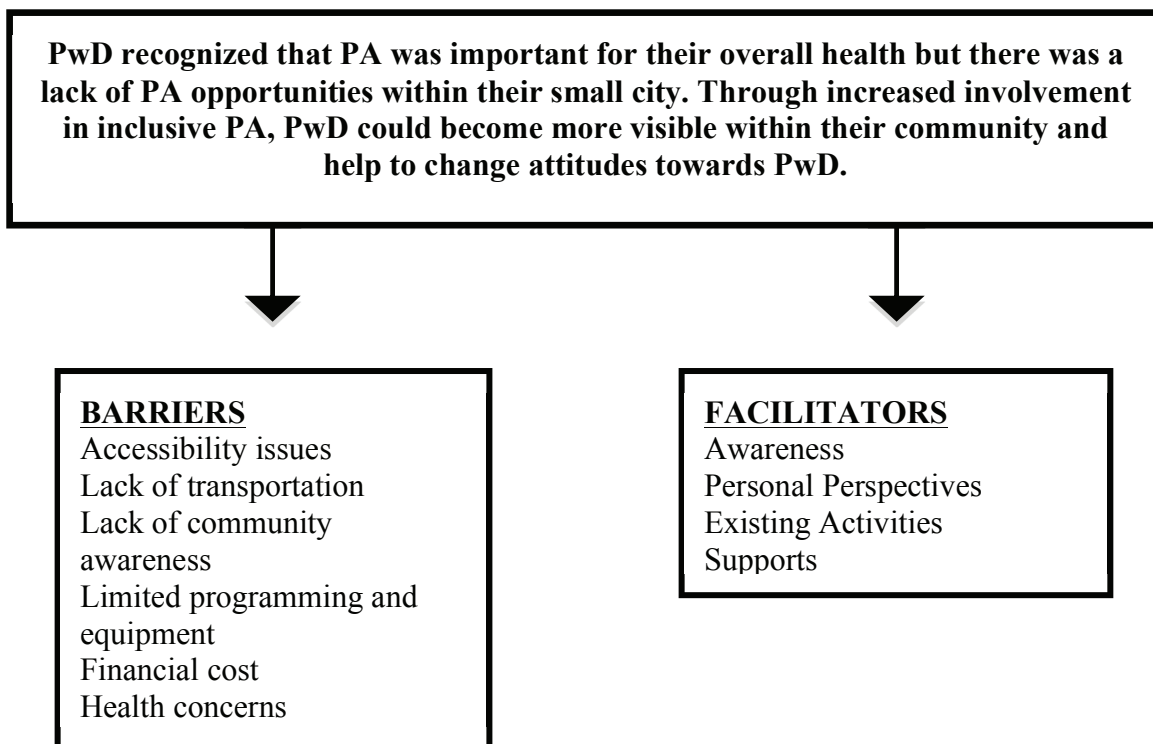 PwD recognized that PA was important for their overall health but there was a
lack of PA opportunities within their small city. Through increased involvement
in inclusive PA, PwD could become more visible within their community and
help to change attitudes towards PwD.
BARRIERS
Accessibility issues
Lack of transportation
Lack of community
awareness
Limited programming and
equipment
Financial cost
Health concerns
FACILITATORS
Awareness
Personal Perspectives
Existing Activities
Supports